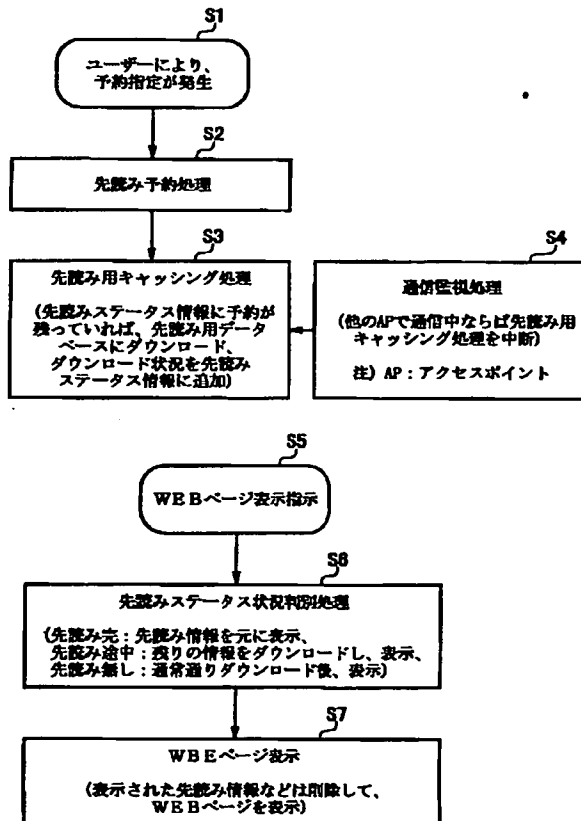 S1
ユーザーにより、
予約指定が発生
S2
先読み予約処理
S3
先読み用キャッシング処理
(先読みステータス情報に予約が
残っていれば、先読み用データ
ベースにダウンロード、
ダウンロード状況を先読み
ステータス情報に追加)
S4
通信監視処理
(他のAPで通信中ならば先読み用
キャッシング処理を中断)
注) AP:アクセスポイント
S5
WEBページ表示指示
S6
先読みステータス状況判別処理
(先読み完:先読み情報を元に表示、
先読み途中:残りの情報をダウンロードし、表示、
先読み無し:通常通りダウンロード後、表示)
S7
WBEページ表示
(表示された先読み情報などは削除して、
WEBページを表示)